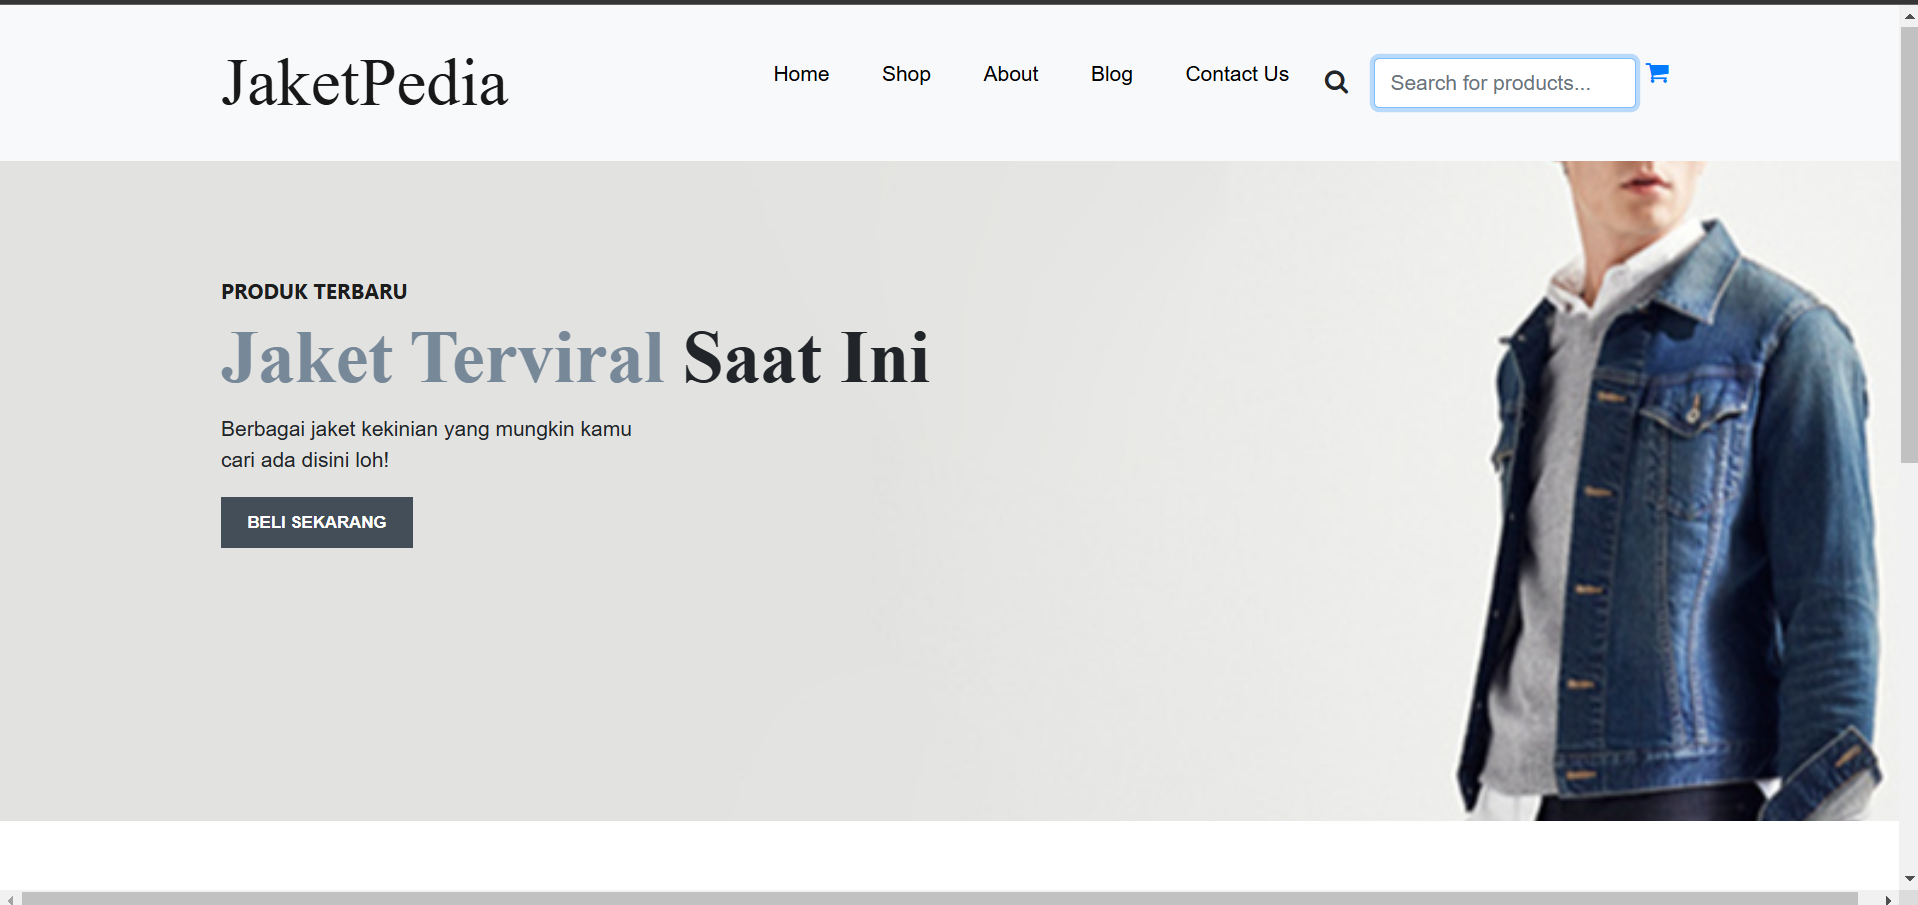 JaketPedia
Home
Shop
About
Blog
Contact Us
Search for products...
PRODUK TERBARU
Jaket Terviral Saat Ini
Berbagai jaket kekinian yang mungkin kamu
cari ada disini loh!
BELI SEKARANG